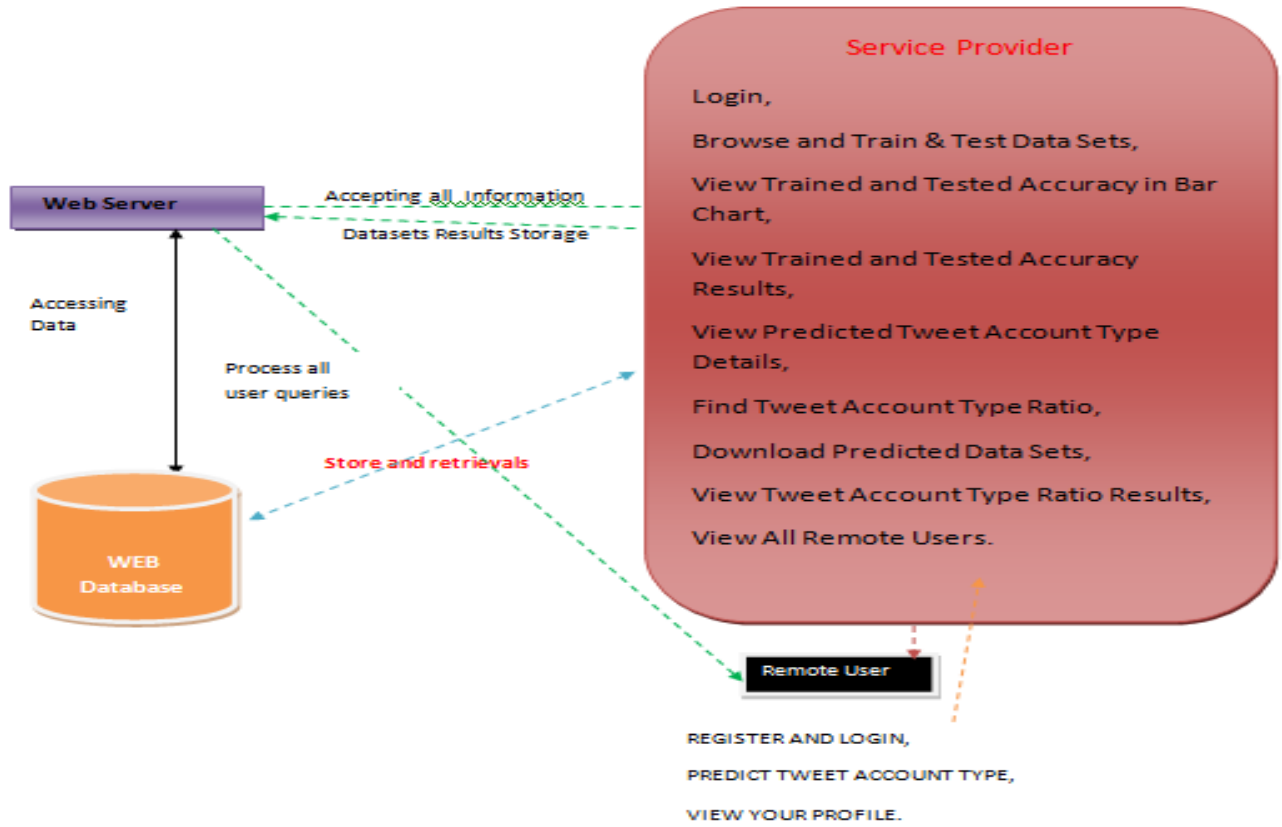 Service Provider
Login,
Browse and Train & Test Data Sets,
View Trained and Tested Accuracy in Bar
Chart,
View Trained and Tested Accuracy
Results,
View Predicted Tweet Account Type
Details,
Find Tweet Account Type Ratio,
Download Predicted Data Sets,
View Tweet Account Type Ratio Results,
View All Remote Users.
Web Server
Accepting all Information
Datasets Results Storage
Accessing
Data
Process all
user queries
Store and retrievals
WEB
Database
Remote User
REGISTER AND LOGIN,
PREDICT TWEET ACCOUNT TYPE,
VIEW YOUR PROFILE.